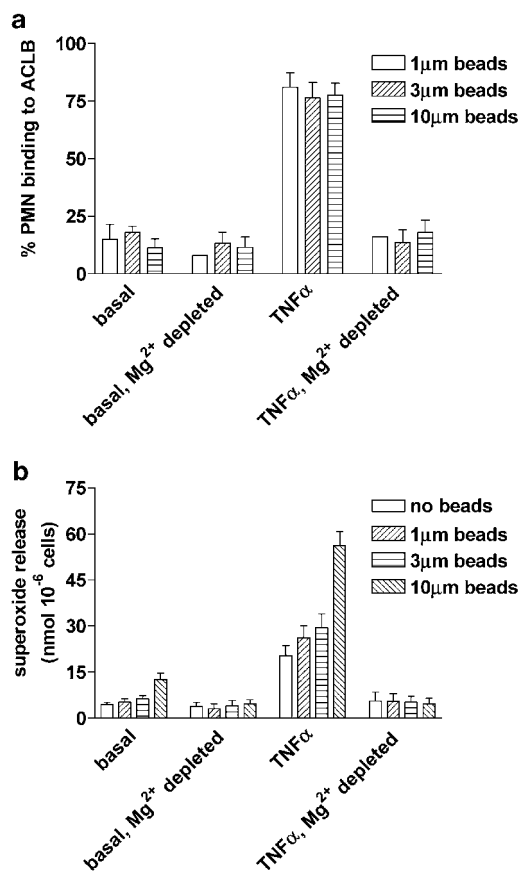 a
% PMN binding to ACLB
100
75
50
25
0
1μm beads
3μm beads
10μm beads
basal
basal, Mg²⁺ depleted
TNFα
TNFα, Mg²⁺ depleted
b
superoxide release
(nmol 10⁻⁶ cells)
75
60
45
30
15
0
no beads
1μm beads
3μm beads
10μm beads
basal
basal, Mg²⁺ depleted
TNFα
TNFα, Mg²⁺ depleted